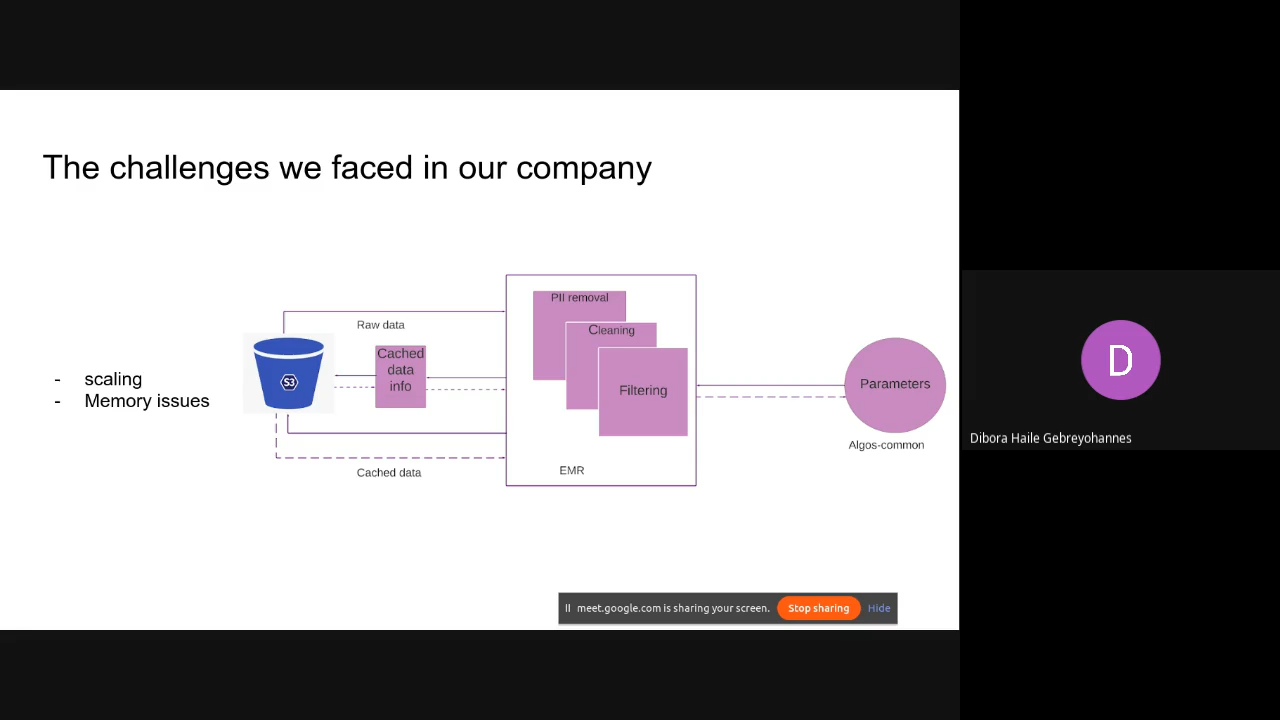 The challenges we faced in our company
- scaling
- Memory issues
Raw data
S3
Cached
data
info
Cached data
PII removal
Cleaning
Filtering
EMR
Parameters
Algos-common
D
Dibora Haile Gebreyohannes
meet.google.com is sharing your screen. Stop sharing Hide